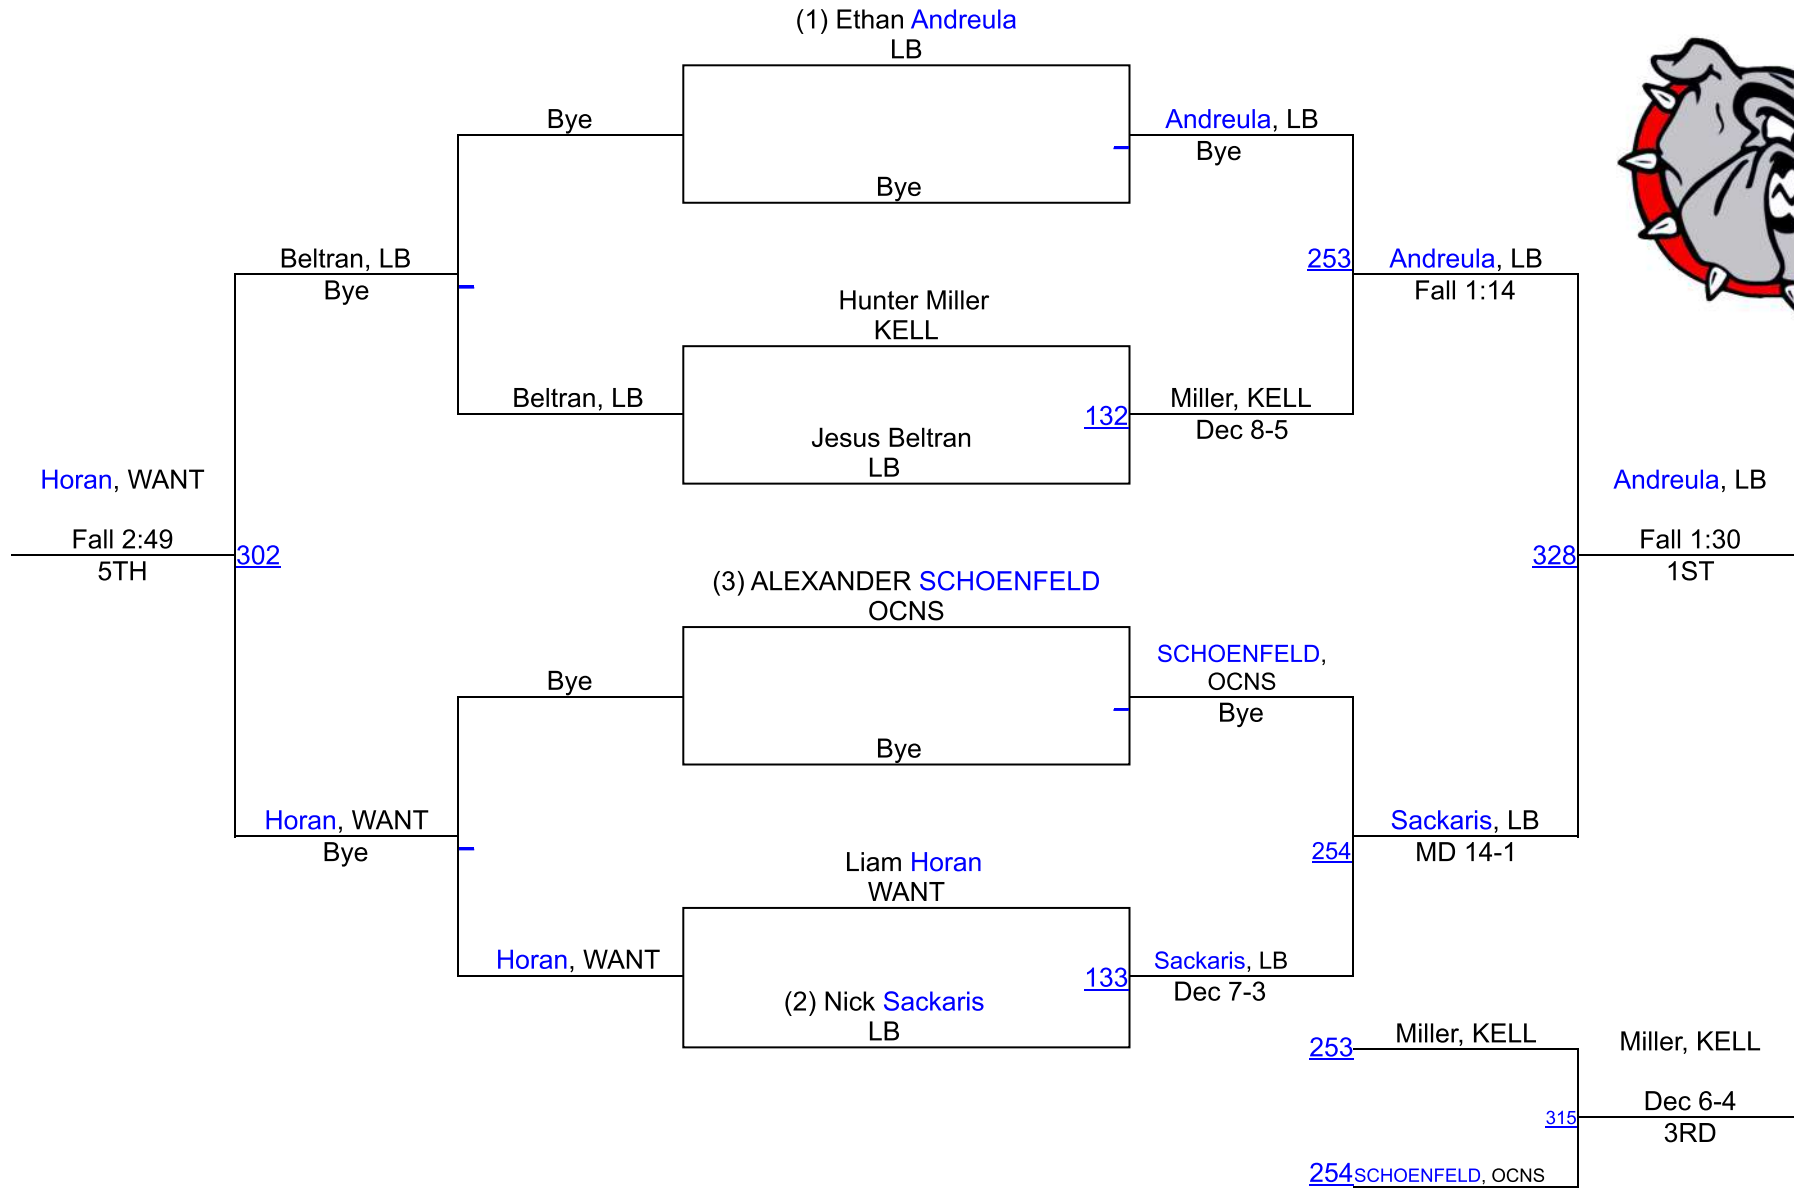 (1) Ethan Andreula
LB
Bye
Andreula, LB
Bye
Bye
Beltran, LB
Bye
253
Andreula, LB
Fall 1:14
Hunter Miller
KELL
Beltran, LB
132
Miller, KELL
Dec 8-5
Jesus Beltran
LB
Horan, WANT
Fall 2:49
5TH
302
Andreula, LB
328
Fall 1:30
1ST
(3) ALEXANDER SCHOENFELD
OCNS
Bye
SCHOENFELD,
OCNS
Bye
Bye
Horan, WANT
Bye
254
Sackaris, LB
MD 14-1
Liam Horan
WANT
Horan, WANT
133
Sackaris, LB
Dec 7-3
(2) Nick Sackaris
LB
253
Miller, KELL
Miller, KELL
315
Dec 6-4
3RD
254
SCHOENFELD, OCNS